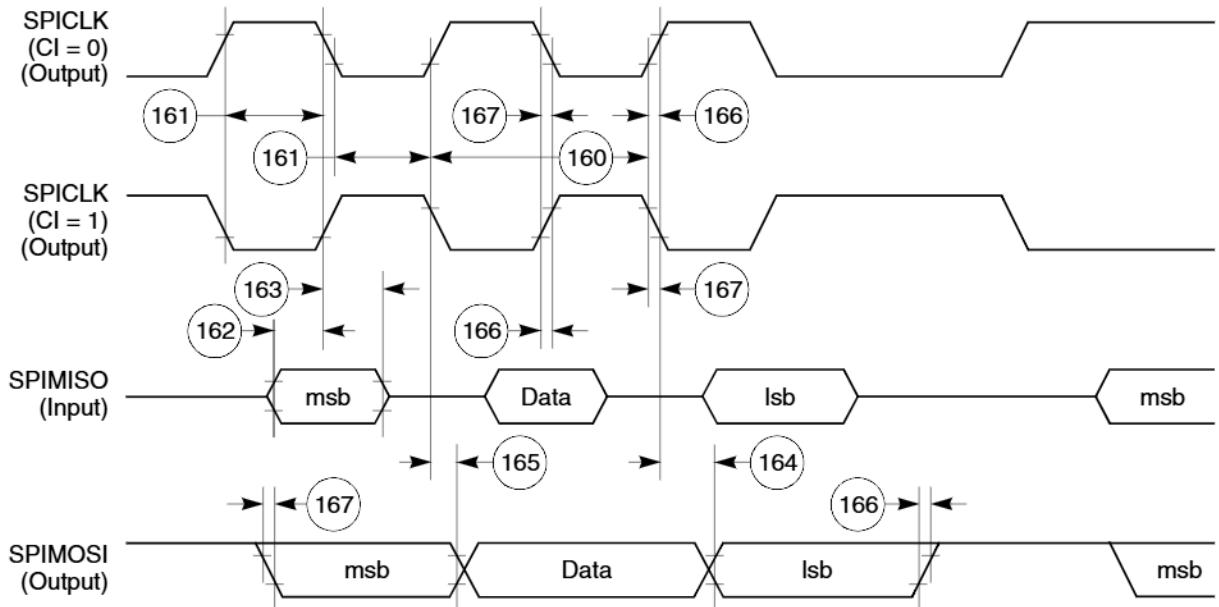 SPICLK
(CI = 0)
(Output)
161
167
166
161
160
SPICLK
(CI = 1)
(Output)
163
167
162
166
SPIMISO
(Input)
msb
Data
lsb
msb
165
164
167
166
SPIMOSI
(Output)
msb
Data
lsb
msb